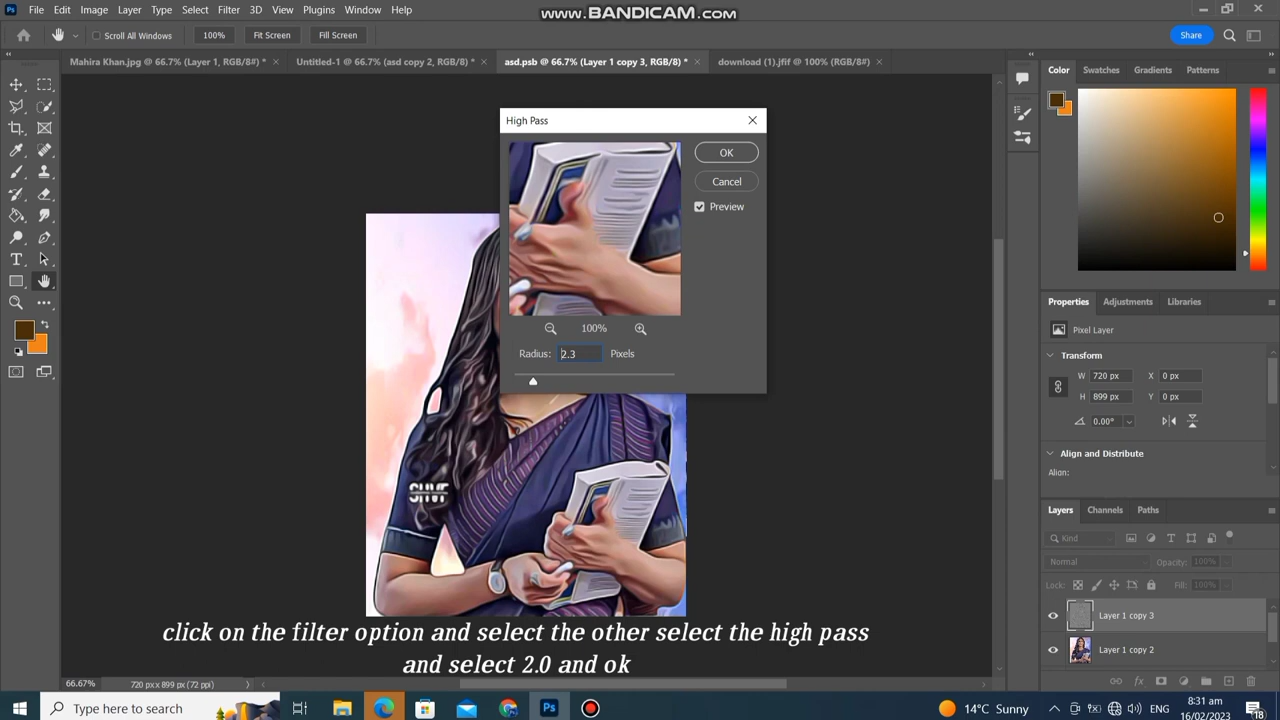 www.BANDICAM.com
Ps File Edit Image Layer Type Select Filter 3D View Plugins Window Help
Scroll All Windows 100% Fit Screen Fill Screen Share
Mahira Khan.jpg @ 66.7% (Layer 1, RGB/8#) * × Untitled-1 @ 66.7% (asd copy 2, RGB/8) * × asd.psb @ 66.7% (Layer 1 copy 3, RGB/8) * × download (1).jfif @ 100% (RGB/8#) ×
Color Swatches Gradients Patterns
High Pass
OK
Cancel
Preview
100%
Radius: 2.3 Pixels
Properties Adjustments Libraries
Pixel Layer
Transform
W 720 px X 0 px
H 899 px Y 0 px
0.00°
Align and Distribute
Align:
Layers Channels Paths
Kind
Normal Opacity: 100%
Lock: Fill: 100%
Layer 1 copy 3
Layer 1 copy 2
SHVF
click on the filter option and select the other select the high pass
and select 2.0 and ok
66.67% 720 px x 899 px (72 ppi)
Type here to search Ps 14°C Sunny ENG 8:31 am
16/02/2023 18